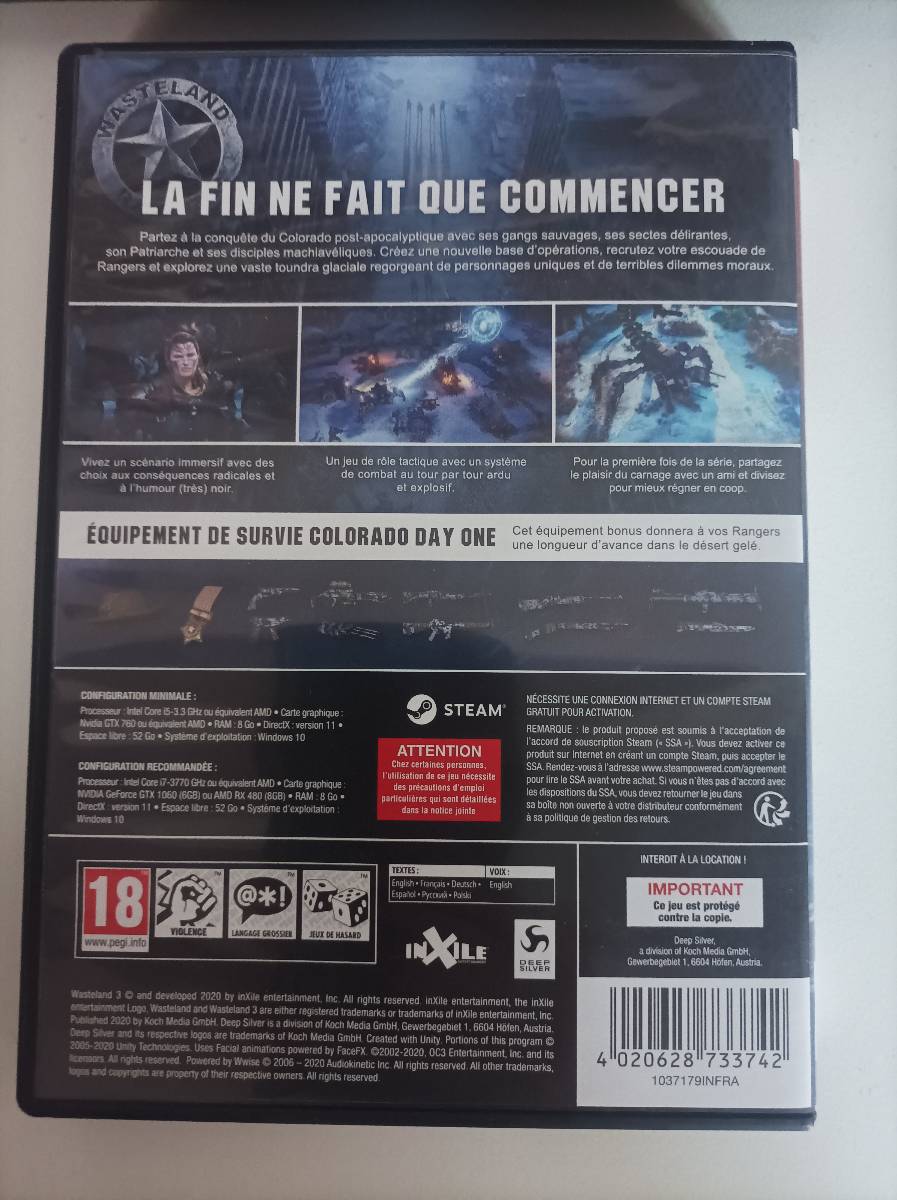 WASTELAND
LA FIN NE FAIT QUE COMMENCER
Partez à la conquête du Colorado post-apocalyptique avec ses gangs sauvages, ses sectes délirantes,
son Patriarche et ses disciples machiavéliques. Créez une nouvelle base d'opérations, recrutez votre escouade de
Rangers et explorez une vaste toundra glaciale regorgeant de personnages uniques et de terribles dilemmes moraux.
Vivez un scénario immersif avec des
choix aux conséquences radicales et
à l'humour (très) noir.
Un jeu de rôle tactique avec un système
de combat au tour par tour ardu
et explosif.
Pour la première fois de la série, partagez
le plaisir du carnage avec un ami et divisez
pour mieux régner en coop.
ÉQUIPEMENT DE SURVIE COLORADO DAY ONE
Cet équipement bonus donnera à vos Rangers
une longueur d'avance dans le désert gelé.
CONFIGURATION MINIMALE :
Processeur : Intel Core i5-3.3 GHz ou équivalent AMD • Carte graphique :
Nvidia GTX 760 ou équivalent AMD • RAM : 8 Go • DirectX : version 11 •
Espace libre : 52 Go • Système d'exploitation : Windows 10
CONFIGURATION RECOMMANDÉE :
Processeur : Intel Core i7-3770 GHz ou équivalent AMD • Carte graphique :
NVIDIA GeForce GTX 1060 (6GB) ou AMD RX 480 (8GB) • RAM : 8 Go •
DirectX : version 11 • Espace libre : 52 Go • Système d'exploitation :
Windows 10
STEAM®
ATTENTION
Chez certaines personnes,
l'utilisation de ce jeu nécessite
des précautions d'emploi
particulières qui sont détaillées
dans la notice jointe
NÉCESSITE UNE CONNEXION INTERNET ET UN COMPTE STEAM
GRATUIT POUR ACTIVATION.
REMARQUE : le produit proposé est soumis à l'acceptation de
l'accord de souscription Steam (« SSA »). Vous devez activer ce
produit sur Internet en créant un compte Steam, puis accepter le
SSA. Rendez-vous à l'adresse www.steampowered.com/agreement
pour lire le SSA avant votre achat. Si vous n'êtes pas d'accord avec
les dispositions du SSA, vous devez retourner le jeu dans
sa boîte non ouverte à votre distributeur conformément
à sa politique de gestion des retours.
18
www.pegi.info
VIOLENCE
@*!
LANGAGE GROSSIER
JEUX DE HASARD
TEXTES :
English • Français • Deutsch •
Español • Русский • Polski
VOIX :
English
INXILE
ENTERTAINMENT
DEEP
SILVER
INTERDIT À LA LOCATION !
IMPORTANT
Ce jeu est protégé
contre la copie.
Deep Silver,
a division of Koch Media GmbH,
Gewerbegebiet 1, 6604 Höfen, Austria.
Wasteland 3 © and developed 2020 by inXile entertainment, Inc. All rights reserved. inXile entertainment, the inXile
entertainment Logo, Wasteland and Wasteland 3 are either registered trademarks or trademarks of inXile entertainment, Inc.
Published 2020 by Koch Media GmbH. Deep Silver is a division of Koch Media GmbH, Gewerbegebiet 1, 6604 Höfen, Austria.
Deep Silver and its respective logos are trademarks of Koch Media GmbH. Created with Unity. Portions of this program ©
2005-2020 Unity Technologies. Uses Facial animations powered by FaceFX. ©2002-2020, OC3 Entertainment, Inc. and its
licensors. All rights reserved. Powered by Wwise © 2006 – 2020 Audiokinetic Inc. All rights reserved. All other trademarks,
logos and copyrights are property of their respective owners. All rights reserved.
4 020628 733742
1037179INFRA